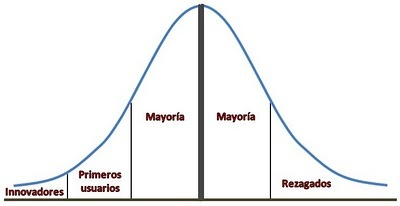 Mayoría
Mayoría
Primeros
usuarios
Innovadores
Rezagados